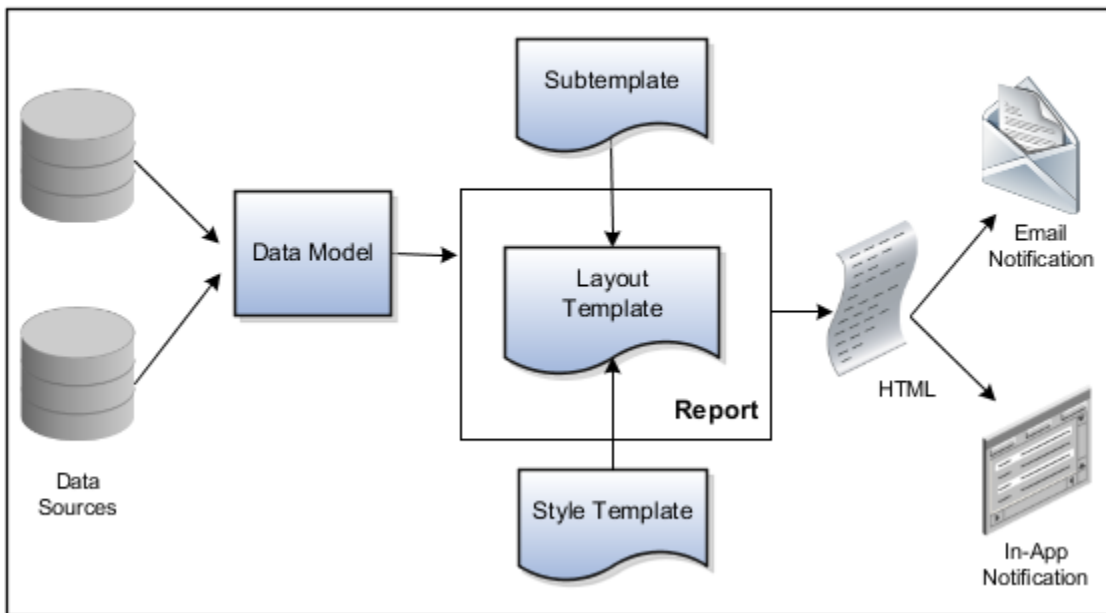 Subtemplate
Data Model
Layout
Template
Report
Style Template
Data
Sources
HTML
Email
Notification
In-App
Notification